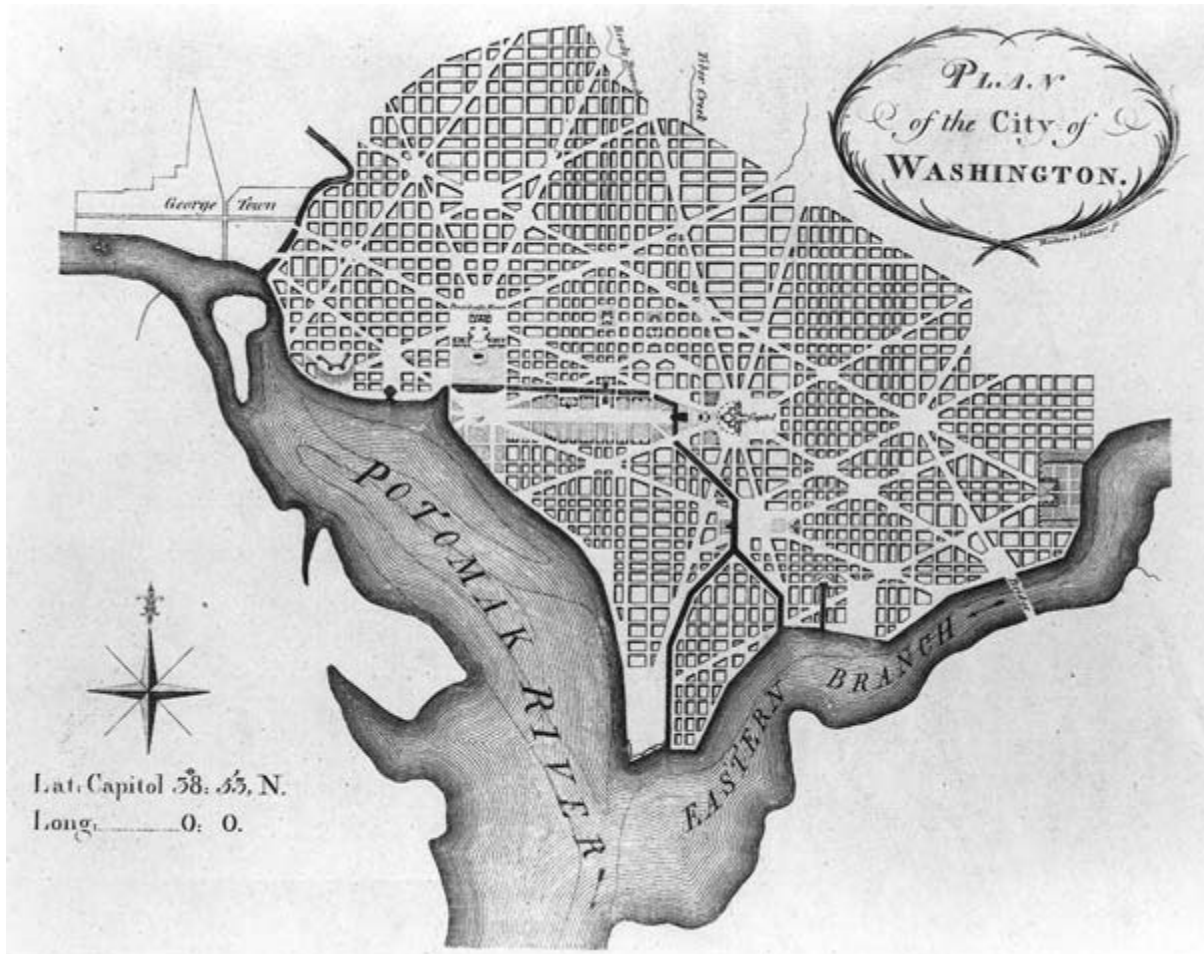 PLAN
of the City of
WASHINGTON.
Tiber Creek
George Town
Capitol
POTOMAK RIVER
EASTERN BRANCH
Lat: Capitol 38: 53, N.
Long: 0: 0.